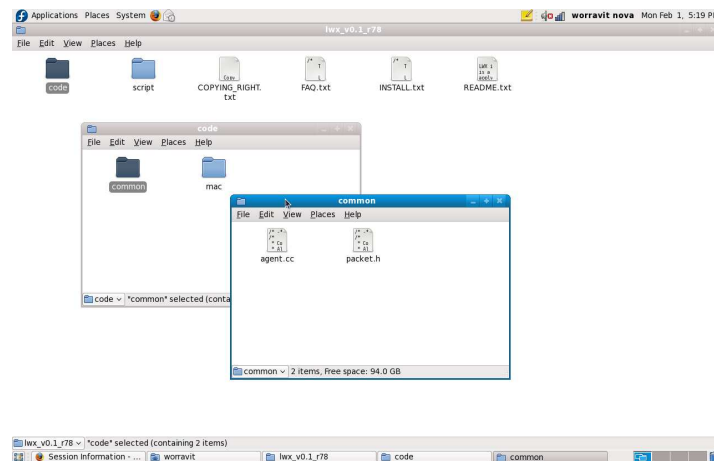 Applications Places System worravit nova Mon Feb 1, 5:19 P
lwx_v0.1_r78
File Edit View Places Help
code script COPYING_RIGHT.txt FAQ.txt INSTALL.txt README.txt
code
File Edit View Places Help
common mac
common
File Edit View Places Help
agent.cc packet.h
code "common" selected (conta
common 2 items, Free space: 94.0 GB
lwx_v0.1_r78 "code" selected (containing 2 items)
Session Information - ... worravit lwx_v0.1_r78 code common